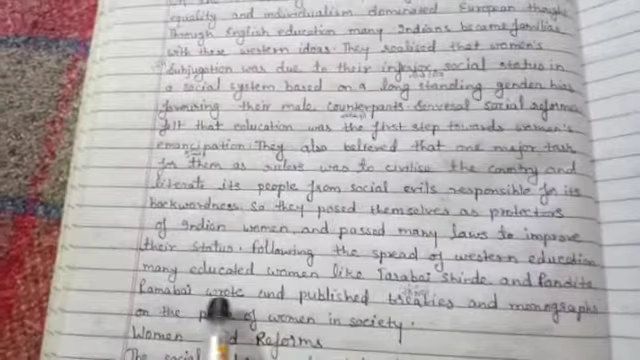 equality and individualism dominated European thought
Through English education many Indians became familiar
with these western ideas. They realised that women's
subjugation was due to their inferior social status in
a social system based on a long standing gender bias
favouring their male counterparts. Several social reformer
felt that education was the first step towards women's
emancipation. They also believed that one major task
for them as rulers was to civilise the country and
literate its people from social evils responsible for its
backwardness. So they posed themselves as protectors
of Indian women, and passed many laws to improve
their status. Following the spread of western education
many educated women like Tarabai Shirde and Pandita
Ramabai wrote and published and monographs
on the of women in society.
Women Reforms
The social